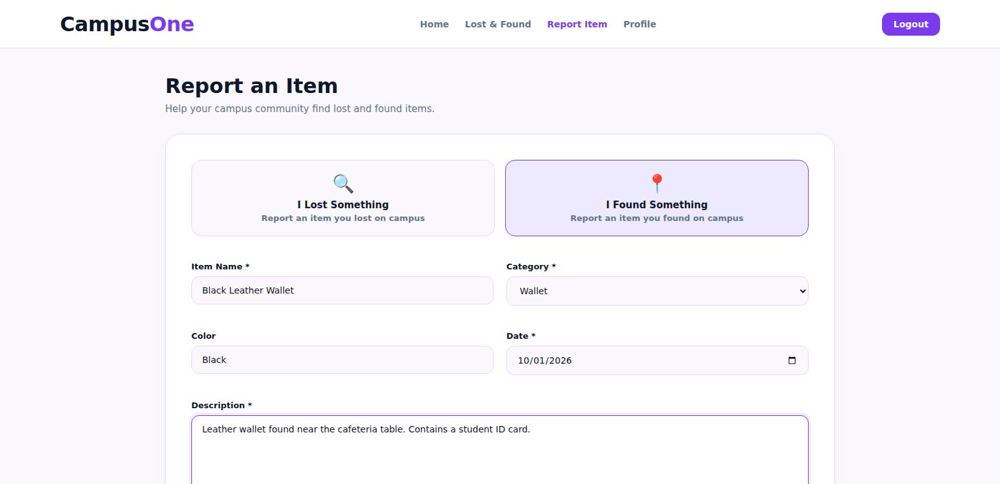 CampusOne
Home Lost & Found Report Item Profile
Logout
Report an Item
Help your campus community find lost and found items.
I Lost Something
Report an item you lost on campus
I Found Something
Report an item you found on campus
Item Name *
Category *
Black Leather Wallet
Wallet
Color
Date *
Black
10/01/2026
Description *
Leather wallet found near the cafeteria table. Contains a student ID card.